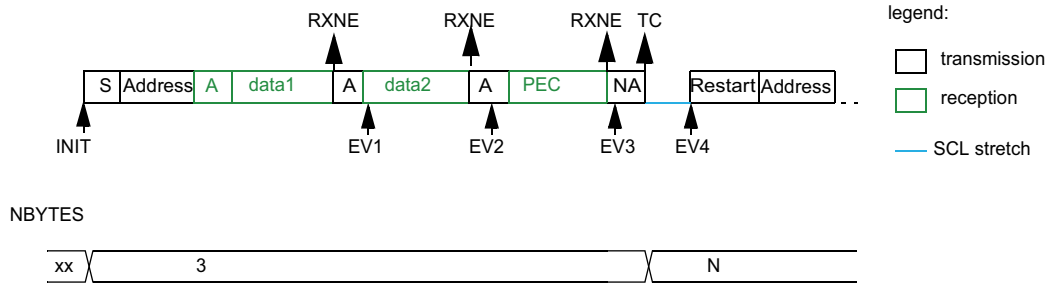 legend:
RXNE RXNE RXNE TC
transmission
S Address A data1 A data2 A PEC NA Restart Address
reception
INIT EV1 EV2 EV3 EV4
SCL stretch
NBYTES
xx 3 N